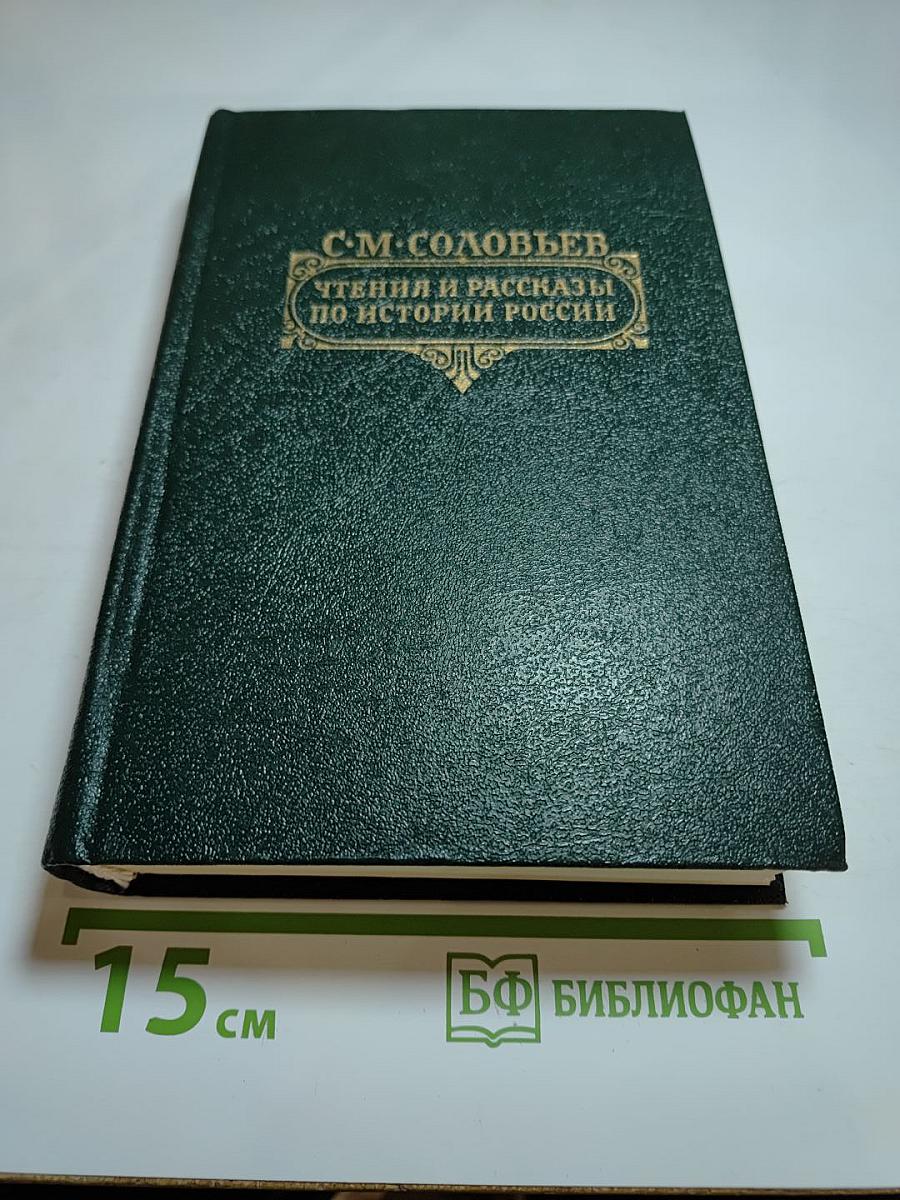 С·М·СОЛОВЬЕВ
ЧТЕНИЯ И РАССКАЗЫ
ПО ИСТОРИИ РОССИИ
15 см
БФ БИБЛИОФАН